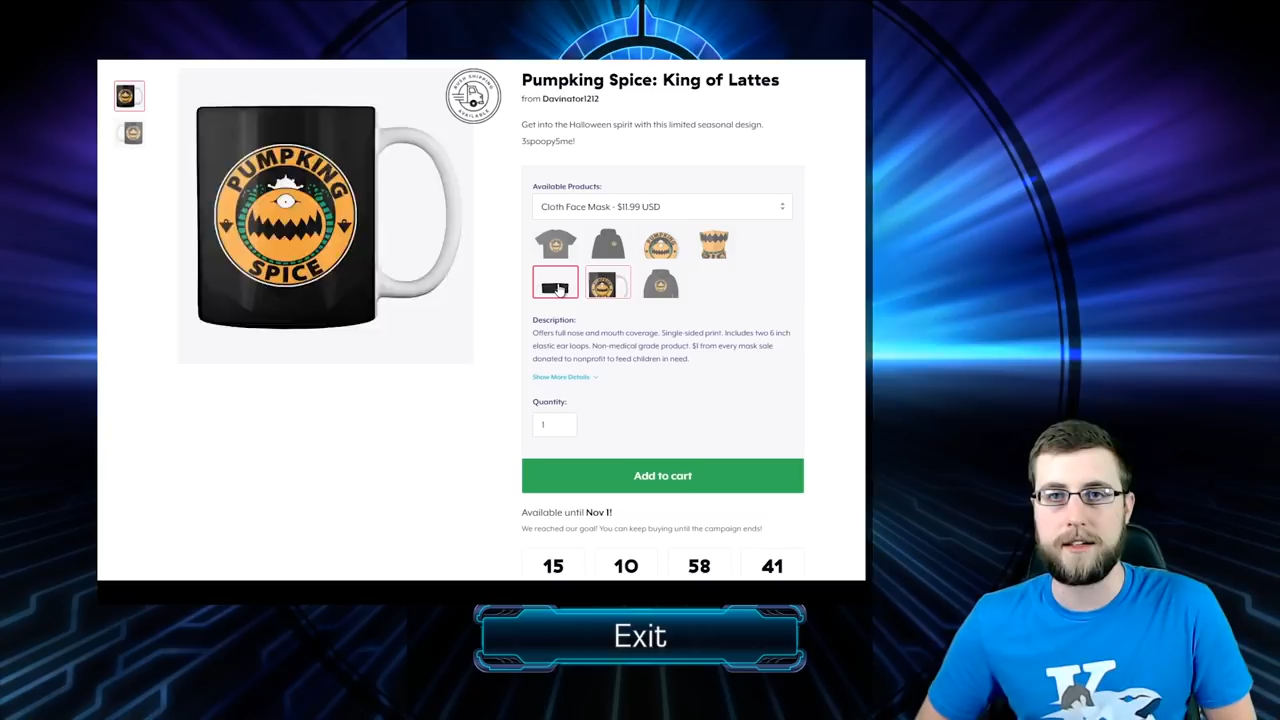 PUMPKING
SPICE
RUSH SHIPPING
AVAILABLE
Pumpking Spice: King of Lattes
from Davinator1212
Get into the Halloween spirit with this limited seasonal design.
3spoopy5me!
Available Products:
Cloth Face Mask - $11.99 USD
Description:
Offers full nose and mouth coverage. Single-sided print. Includes two 6 inch
elastic ear loops. Non-medical grade product. $1 from every mask sale
donated to nonprofit to feed children in need.
Show More Details
Quantity:
1
Add to cart
Available until Nov 1!
We reached our goal! You can keep buying until the campaign ends!
15 10 58 41
Exit